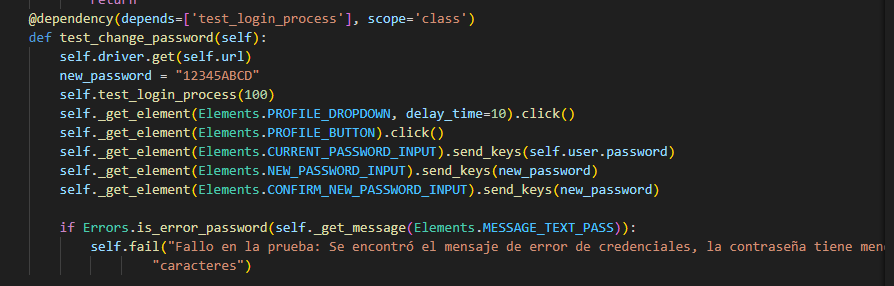 return
@dependency(depends=['test_login_process'], scope='class')
def test_change_password(self):
self.driver.get(self.url)
new_password = "12345ABCD"
self.test_login_process(100)
self._get_element(Elements.PROFILE_DROPDOWN, delay_time=10).click()
self._get_element(Elements.PROFILE_BUTTON).click()
self._get_element(Elements.CURRENT_PASSWORD_INPUT).send_keys(self.user.password)
self._get_element(Elements.NEW_PASSWORD_INPUT).send_keys(new_password)
self._get_element(Elements.CONFIRM_NEW_PASSWORD_INPUT).send_keys(new_password)
if Errors.is_error_password(self._get_message(Elements.MESSAGE_TEXT_PASS)):
self.fail("Fallo en la prueba: Se encontró el mensaje de error de credenciales, la contraseña tiene
"caracteres")